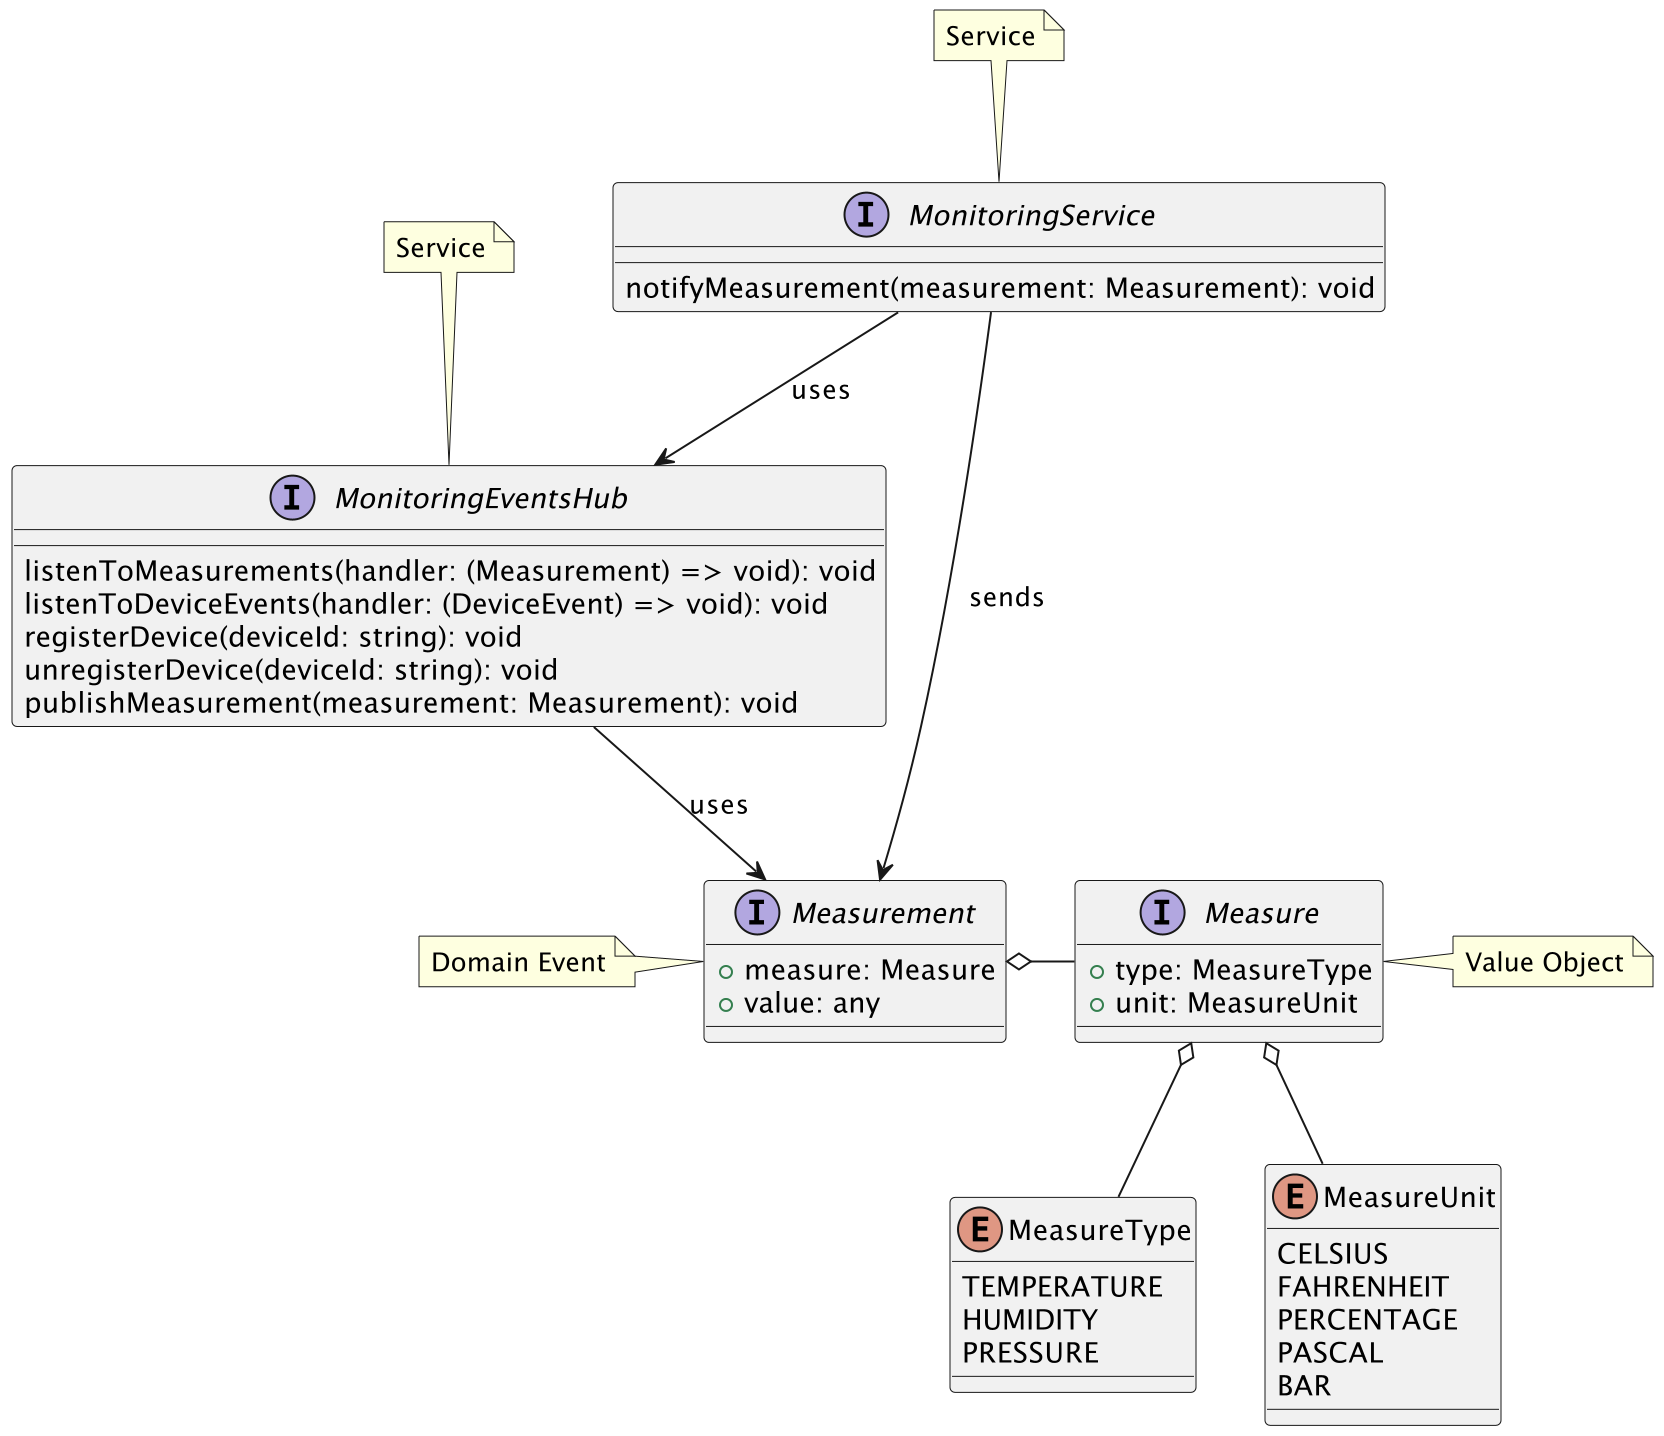 Service
I MonitoringService
notifyMeasurement(measurement: Measurement): void
Service
uses
I MonitoringEventsHub
listenToMeasurements(handler: (Measurement) => void): void
listenToDeviceEvents(handler: (DeviceEvent) => void): void
registerDevice(deviceId: string): void
unregisterDevice(deviceId: string): void
publishMeasurement(measurement: Measurement): void
sends
uses
I Measurement
measure: Measure
value: any
Domain Event
I Measure
type: MeasureType
unit: MeasureUnit
Value Object
E MeasureType
TEMPERATURE
HUMIDITY
PRESSURE
E MeasureUnit
CELSIUS
FAHRENHEIT
PERCENTAGE
PASCAL
BAR